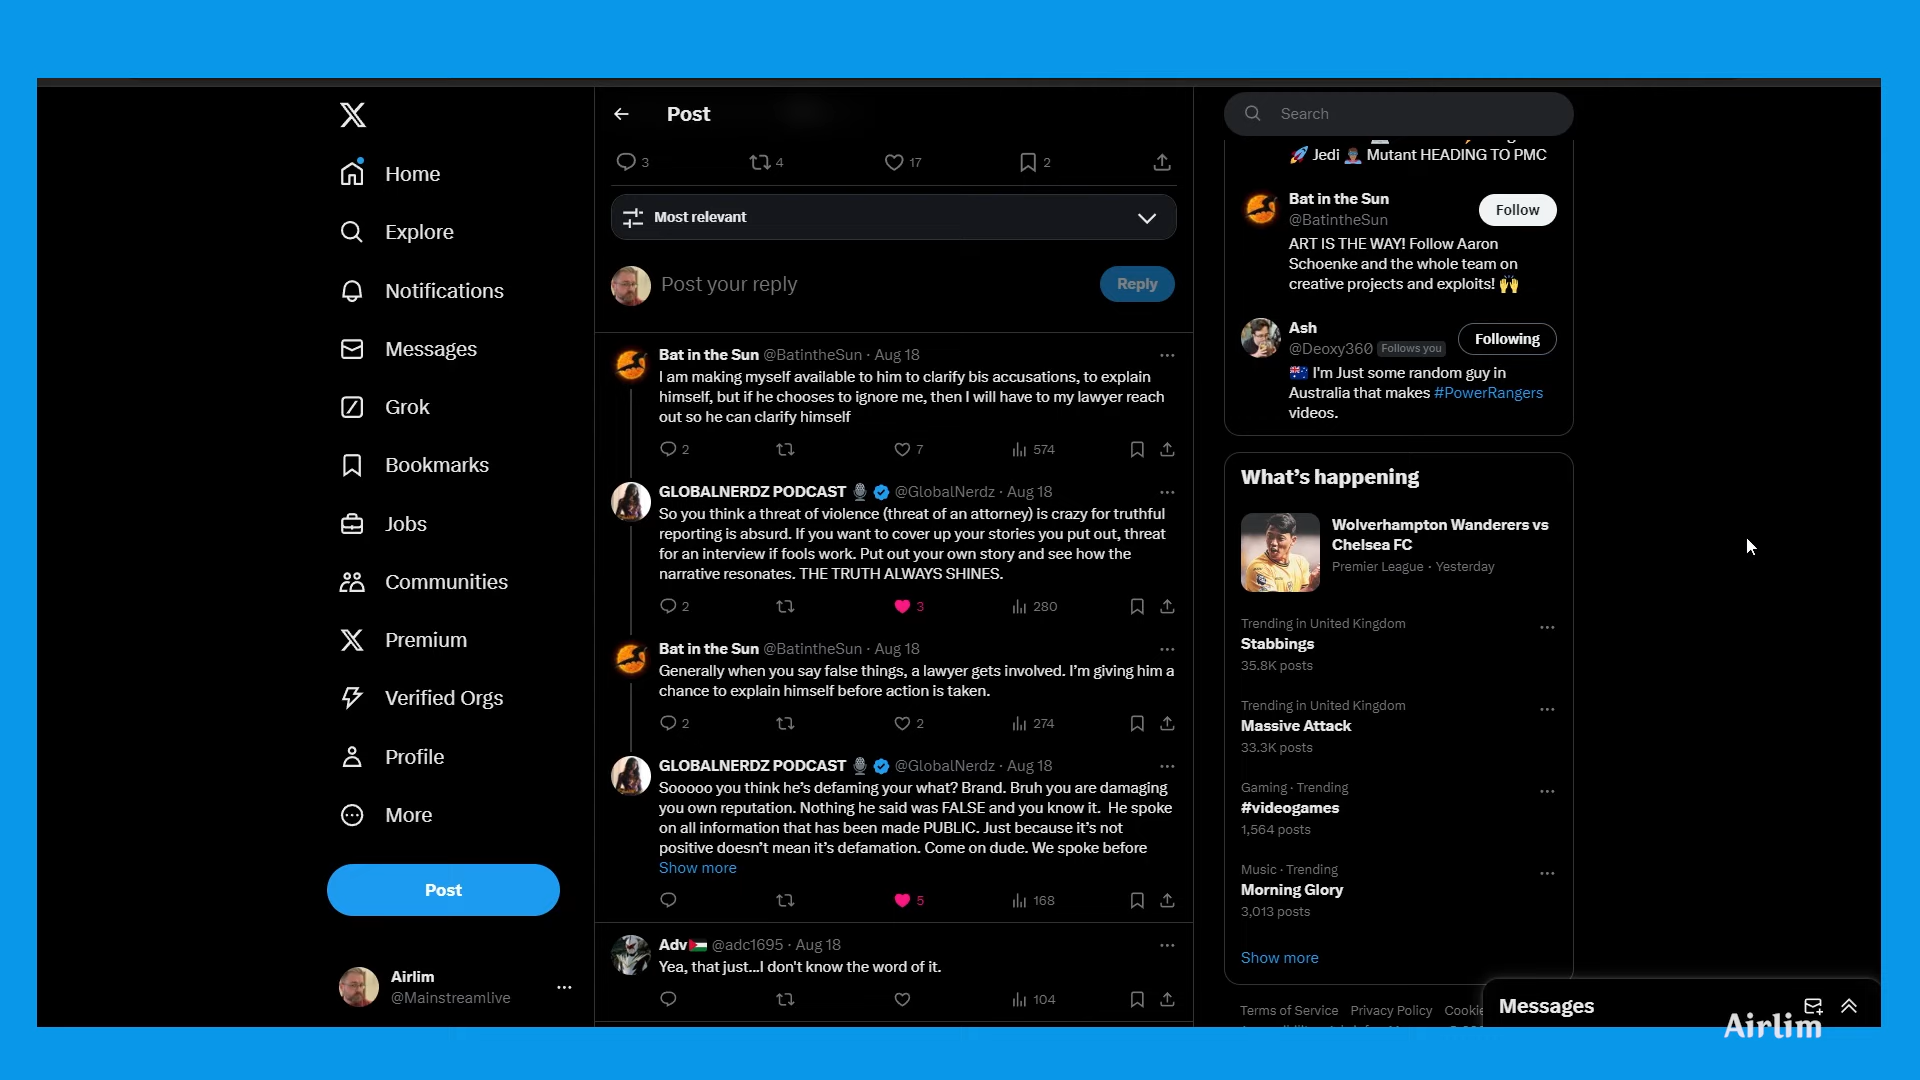 Home
Explore
Notifications
Messages
Grok
Bookmarks
Jobs
Communities
Premium
Verified Orgs
Profile
More
Post
Airlim
@Mainstreamlive
Post
3
4
17
2
Most relevant
Post your reply
Reply
Bat in the Sun @BatintheSun · Aug 18
I am making myself available to him to clarify bis accusations, to explain
himself, but if he chooses to ignore me, then I will have to my lawyer reach
out so he can clarify himself
2
7
574
GLOBALNERDZ PODCAST @GlobalNerdz · Aug 18
So you think a threat of violence (threat of an attorney) is crazy for truthful
reporting is absurd. If you want to cover up your stories you put out, threat
for an interview if fools work. Put out your own story and see how the
narrative resonates. THE TRUTH ALWAYS SHINES.
2
3
280
Bat in the Sun @BatintheSun · Aug 18
Generally when you say false things, a lawyer gets involved. I'm giving him a
chance to explain himself before action is taken.
2
2
274
GLOBALNERDZ PODCAST @GlobalNerdz · Aug 18
Sooooo you think he's defaming your what? Brand. Bruh you are damaging
you own reputation. Nothing he said was FALSE and you know it. He spoke
on all information that has been made PUBLIC. Just because it's not
positive doesn't mean it's defamation. Come on dude. We spoke before
Show more
5
168
Adv @adc1695 · Aug 18
Yea, that just...I don't know the word of it.
104
Search
Jedi Mutant HEADING TO PMC
Bat in the Sun
@BatintheSun
Follow
ART IS THE WAY! Follow Aaron
Schoenke and the whole team on
creative projects and exploits!
Ash
@Deoxy360 Follows you
Following
I'm Just some random guy in
Australia that makes #PowerRangers
videos.
What's happening
Wolverhampton Wanderers vs
Chelsea FC
Premier League · Yesterday
Trending in United Kingdom
Stabbings
35.8K posts
Trending in United Kingdom
Massive Attack
33.3K posts
Gaming · Trending
#videogames
1,564 posts
Music · Trending
Morning Glory
3,013 posts
Show more
Terms of Service Privacy Policy
Messages
Airlim